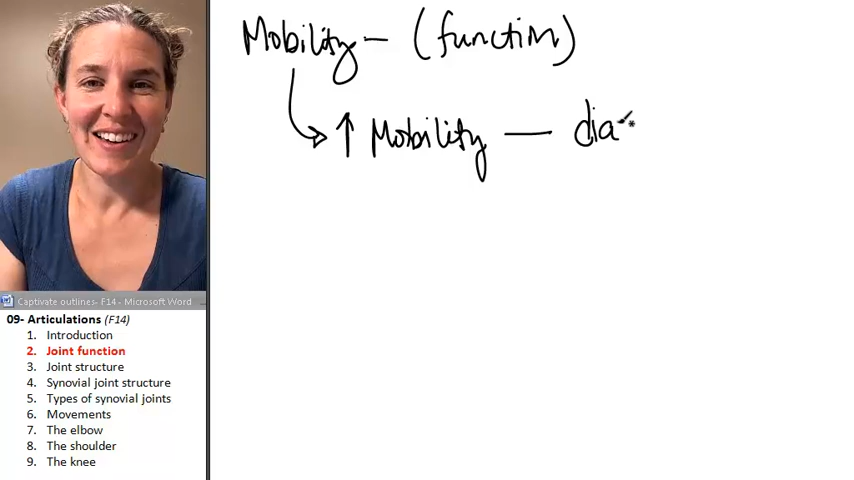 Mobility – (function)
↑ Mobility — dia
Captivate outlines- F14 - Microsoft Word
09- Articulations (F14)
1. Introduction
2. Joint function
3. Joint structure
4. Synovial joint structure
5. Types of synovial joints
6. Movements
7. The elbow
8. The shoulder
9. The knee